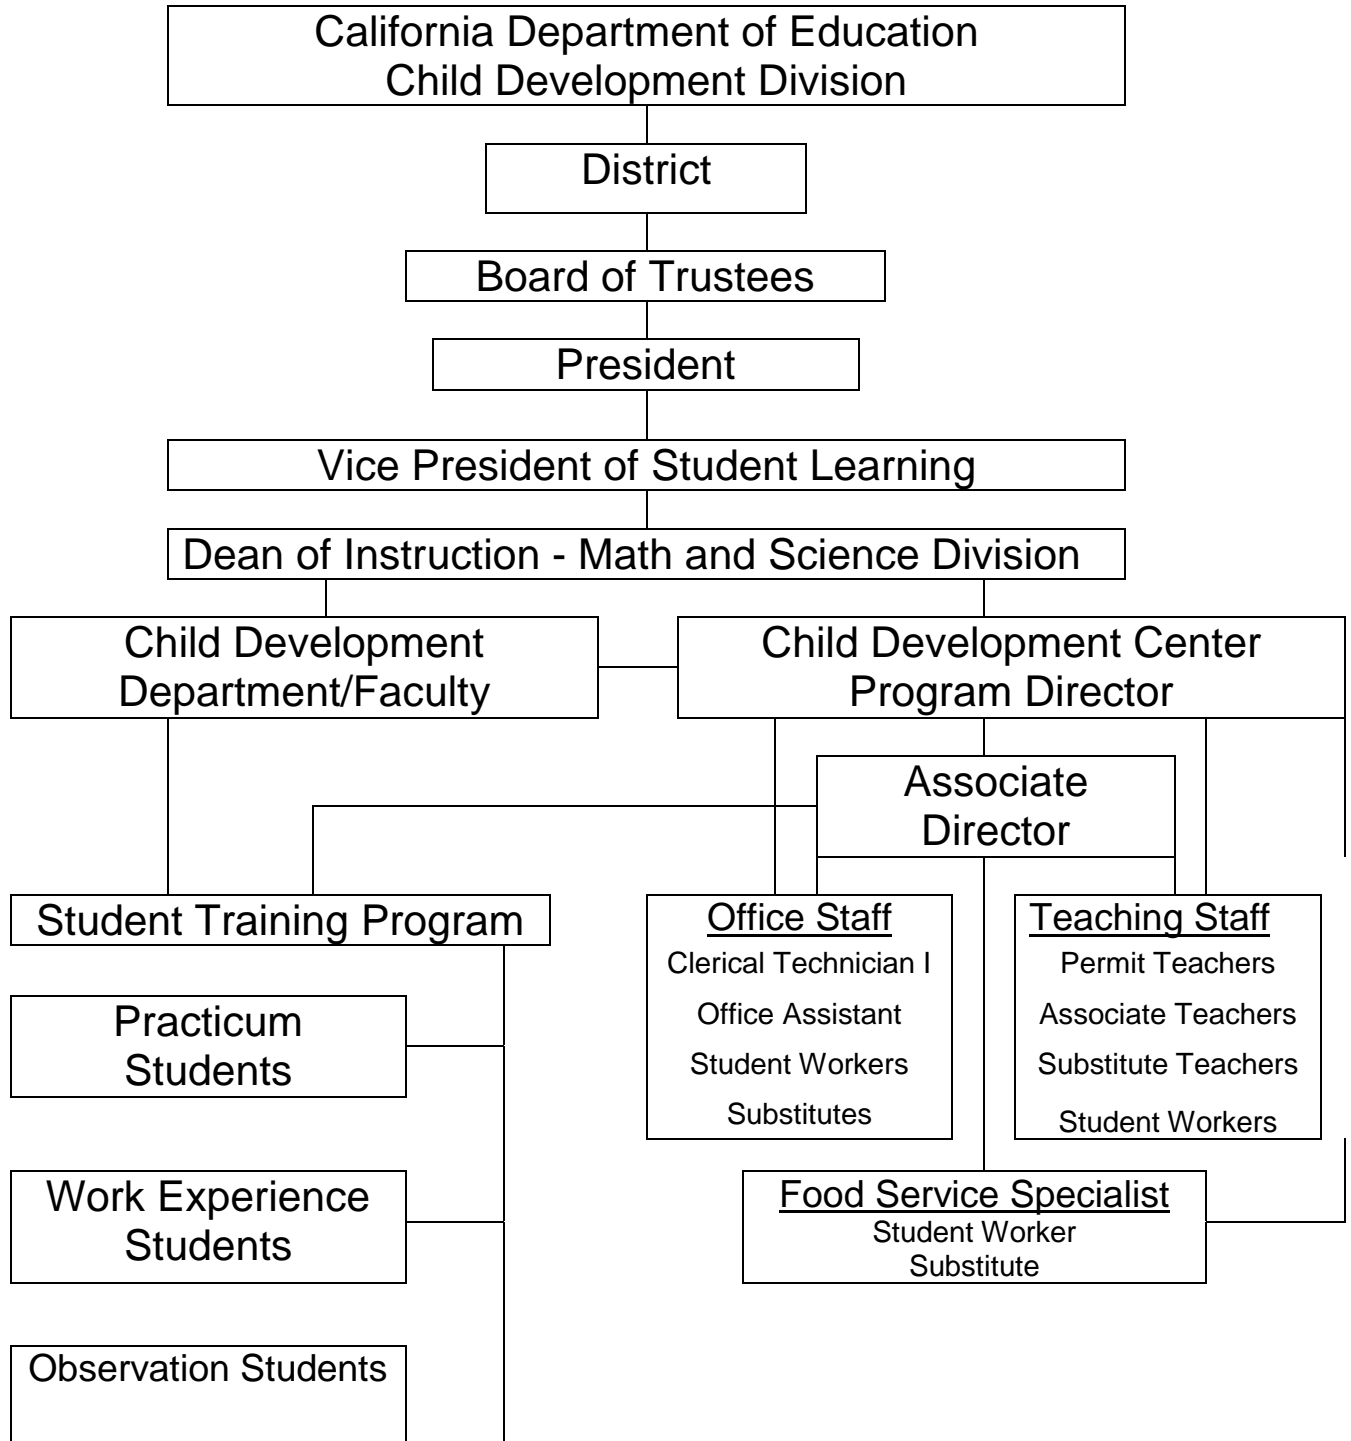 California Department of Education
Child Development Division
District
Board of Trustees
President
Vice President of Student Learning
Dean of Instruction - Math and Science Division
Child Development
Department/Faculty
Child Development Center
Program Director
Associate
Director
Student Training Program
Practicum
Students
Work Experience
Students
Observation Students
Office Staff
Clerical Technician I
Office Assistant
Student Workers
Substitutes
Teaching Staff
Permit Teachers
Associate Teachers
Substitute Teachers
Student Workers
Food Service Specialist
Student Worker
Substitute